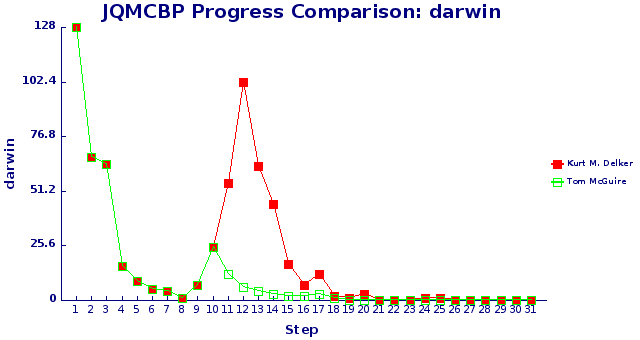 JQMCBP Progress Comparison: darwin
128
102.4
76.8
51.2
25.6
0
darwin
1 2 3 4 5 6 7 8 9 10 11 12 13 14 15 16 17 18 19 20 21 22 23 24 25 26 27 28 29 30 31
Step
Kurt M. Delker
Tom McGuire